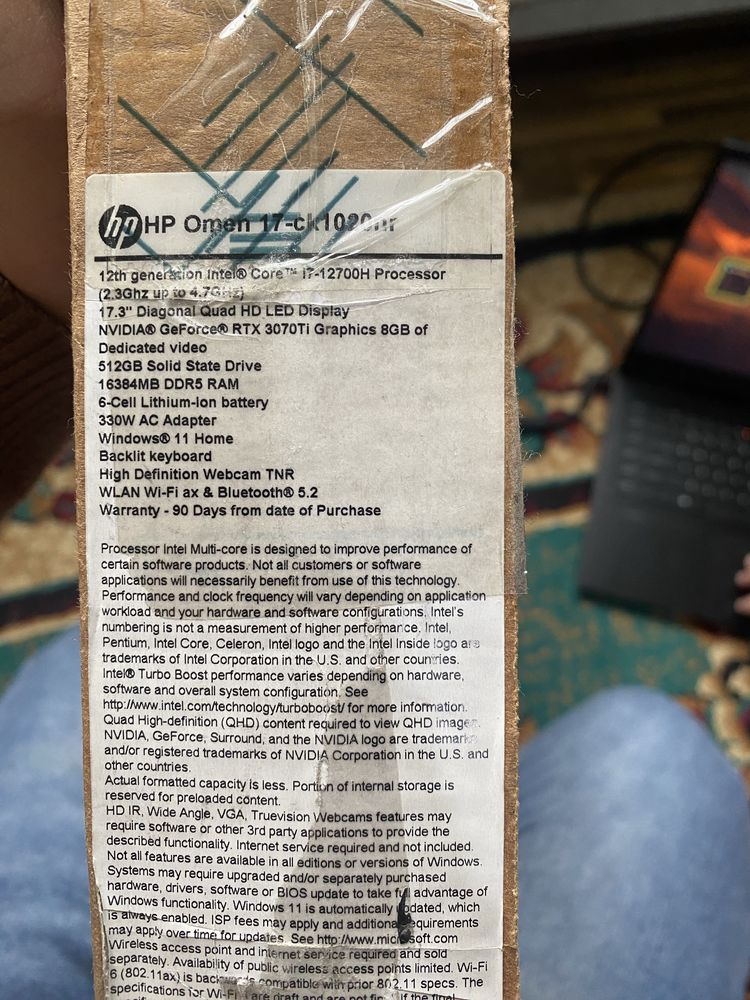 hp HP Omen 17-ck1020nr
12th generation Intel® Core™ i7-12700H Processor
(2.3Ghz up to 4.7GHz)
17.3" Diagonal Quad HD LED Display
NVIDIA® GeForce® RTX 3070Ti Graphics 8GB of
Dedicated video
512GB Solid State Drive
16384MB DDR5 RAM
6-Cell Lithium-Ion battery
330W AC Adapter
Windows® 11 Home
Backlit keyboard
High Definition Webcam TNR
WLAN Wi-Fi ax & Bluetooth® 5.2
Warranty - 90 Days from date of Purchase
Processor Intel Multi-core is designed to improve performance of
certain software products. Not all customers or software
applications will necessarily benefit from use of this technology.
Performance and clock frequency will vary depending on application
workload and your hardware and software configurations. Intel's
numbering is not a measurement of higher performance, Intel,
Pentium, Intel Core, Celeron, Intel logo and the Intel Inside logo are
trademarks of Intel Corporation in the U.S. and other countries.
Intel® Turbo Boost performance varies depending on hardware,
software and overall system configuration. See
http://www.intel.com/technology/turboboost/ for more information.
Quad High-definition (QHD) content required to view QHD images.
NVIDIA, GeForce, Surround, and the NVIDIA logo are trademarks
and/or registered trademarks of NVIDIA Corporation in the U.S. and
other countries.
Actual formatted capacity is less. Portion of internal storage is
reserved for preloaded content.
HD IR, Wide Angle, VGA, Truevision Webcams features may
require software or other 3rd party applications to provide the
described functionality. Internet service required and not included.
Not all features are available in all editions or versions of Windows.
Systems may require upgraded and/or separately purchased
hardware, drivers, software or BIOS update to take full advantage of
Windows functionality. Windows 11 is automatically updated, which
is always enabled. ISP fees may apply and additional requirements
may apply over time for updates. See http://www.microsoft.com
Wireless access point and internet service required and sold
separately. Availability of public wireless access points limited. Wi-Fi
6 (802.11ax) is backwards compatible with prior 802.11 specs. The
specifications for Wi-Fi are draft and are not final. If the final